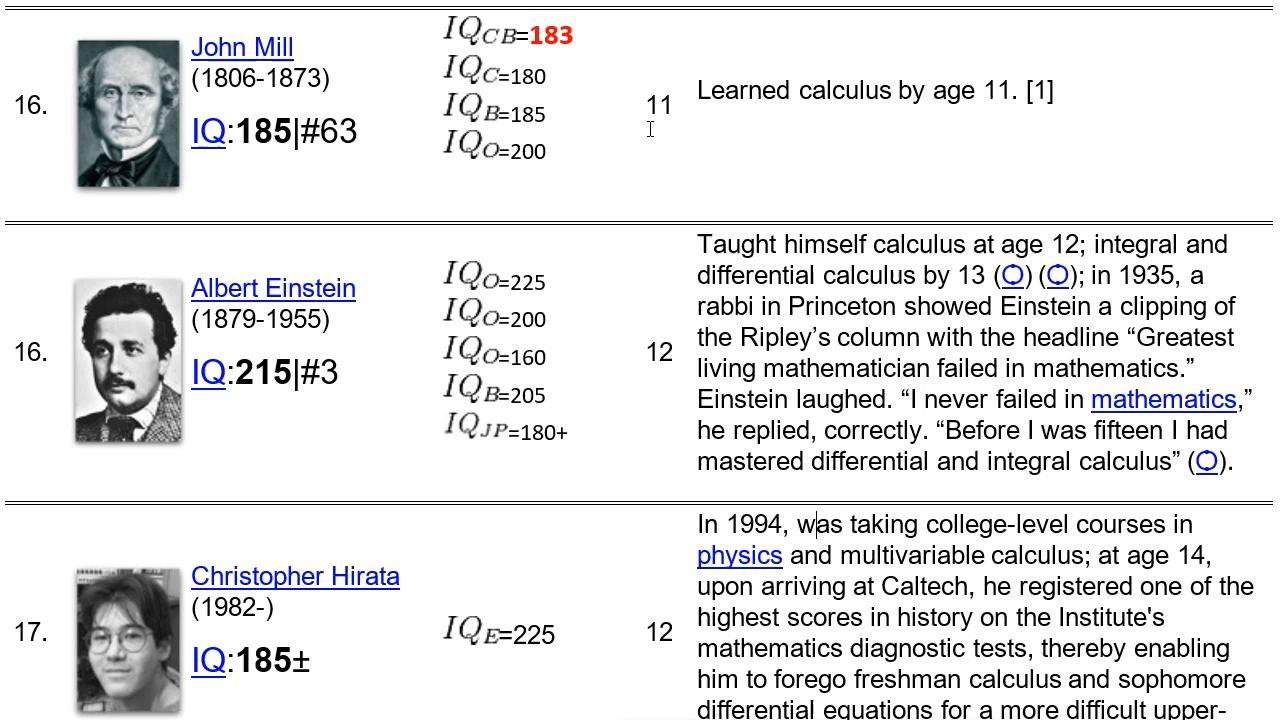 16.
John Mill
(1806-1873)
IQ:185|#63
IQCB=183
IQC=180
IQB=185
IQO=200
11
Learned calculus by age 11. [1]
16.
Albert Einstein
(1879-1955)
IQ:215|#3
IQO=225
IQO=200
IQO=160
IQB=205
IQJP=180+
12
Taught himself calculus at age 12; integral and
differential calculus by 13 (Ö) (Ö); in 1935, a
rabbi in Princeton showed Einstein a clipping of
the Ripley’s column with the headline “Greatest
living mathematician failed in mathematics.”
Einstein laughed. “I never failed in mathematics,”
he replied, correctly. “Before I was fifteen I had
mastered differential and integral calculus” (Ö).
17.
Christopher Hirata
(1982-)
IQ:185±
IQE=225
12
In 1994, was taking college-level courses in
physics and multivariable calculus; at age 14,
upon arriving at Caltech, he registered one of the
highest scores in history on the Institute's
mathematics diagnostic tests, thereby enabling
him to forego freshman calculus and sophomore
differential equations for a more difficult upper-